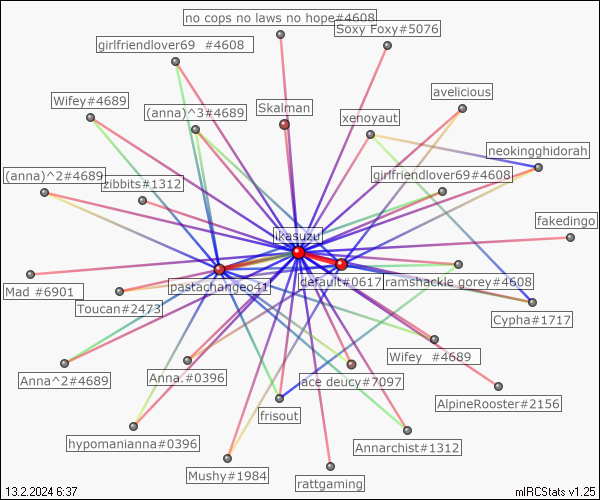 no cops no laws no hope#4608
Soxy Foxy#5076
girlfriendlover69 #4608
avelicious
Wifey#4689
(anna)^3#4689
Skalman
xenoyaut
neokingghidorah
(anna)^2#4689
zibbits#1312
girlfriendlover69#4608
fakedingo
ikasuzu
Mad #6901
pastachangeo41
default#0617
ramshackle gorey#4608
Toucan#2473
Cypha#1717
Anna^2#4689
Anna.#0396
ace deucy#7097
Wifey #4689
AlpineRooster#2156
frisout
hypomanianna#0396
Annarchist#1312
Mushy#1984
rattgaming
13.2.2024 6:37
mIRCStats v1.25